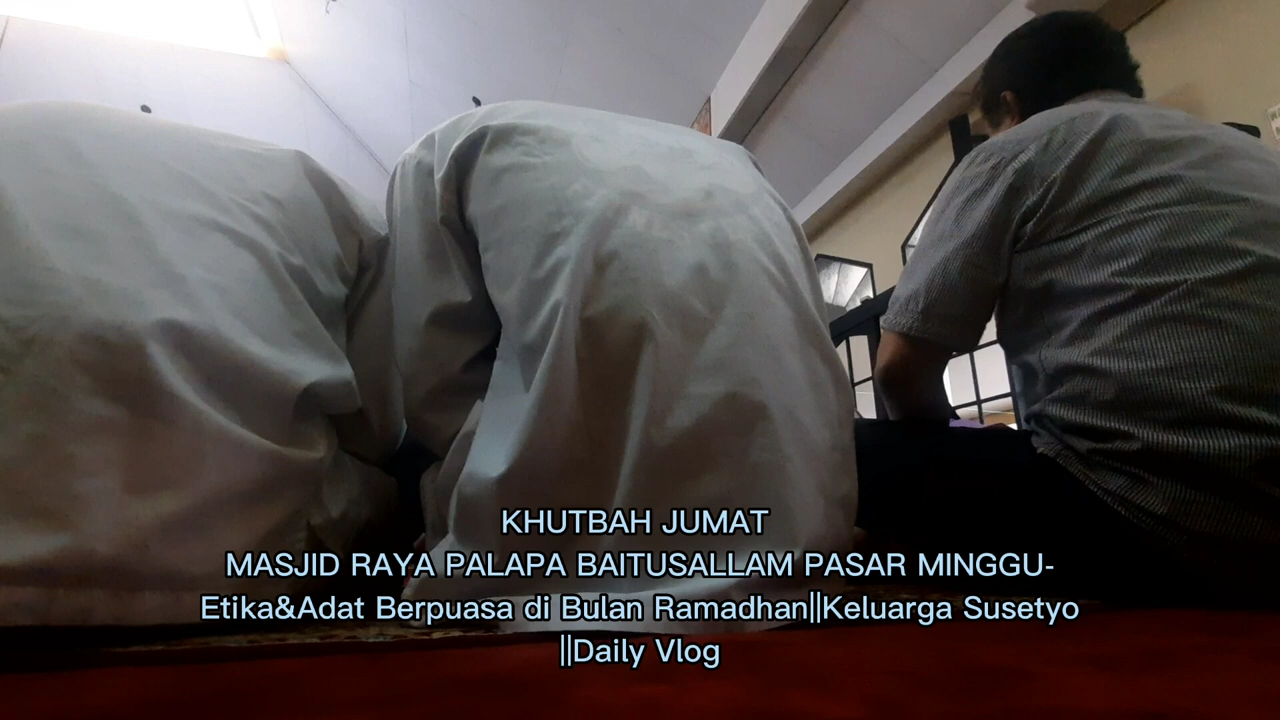 KHUTBAH JUMAT
MASJID RAYA PALAPA BAITUSALLAM PASAR MINGGU-
Etika&Adat Berpuasa di Bulan Ramadhan||Keluarga Susetyo
||Daily Vlog